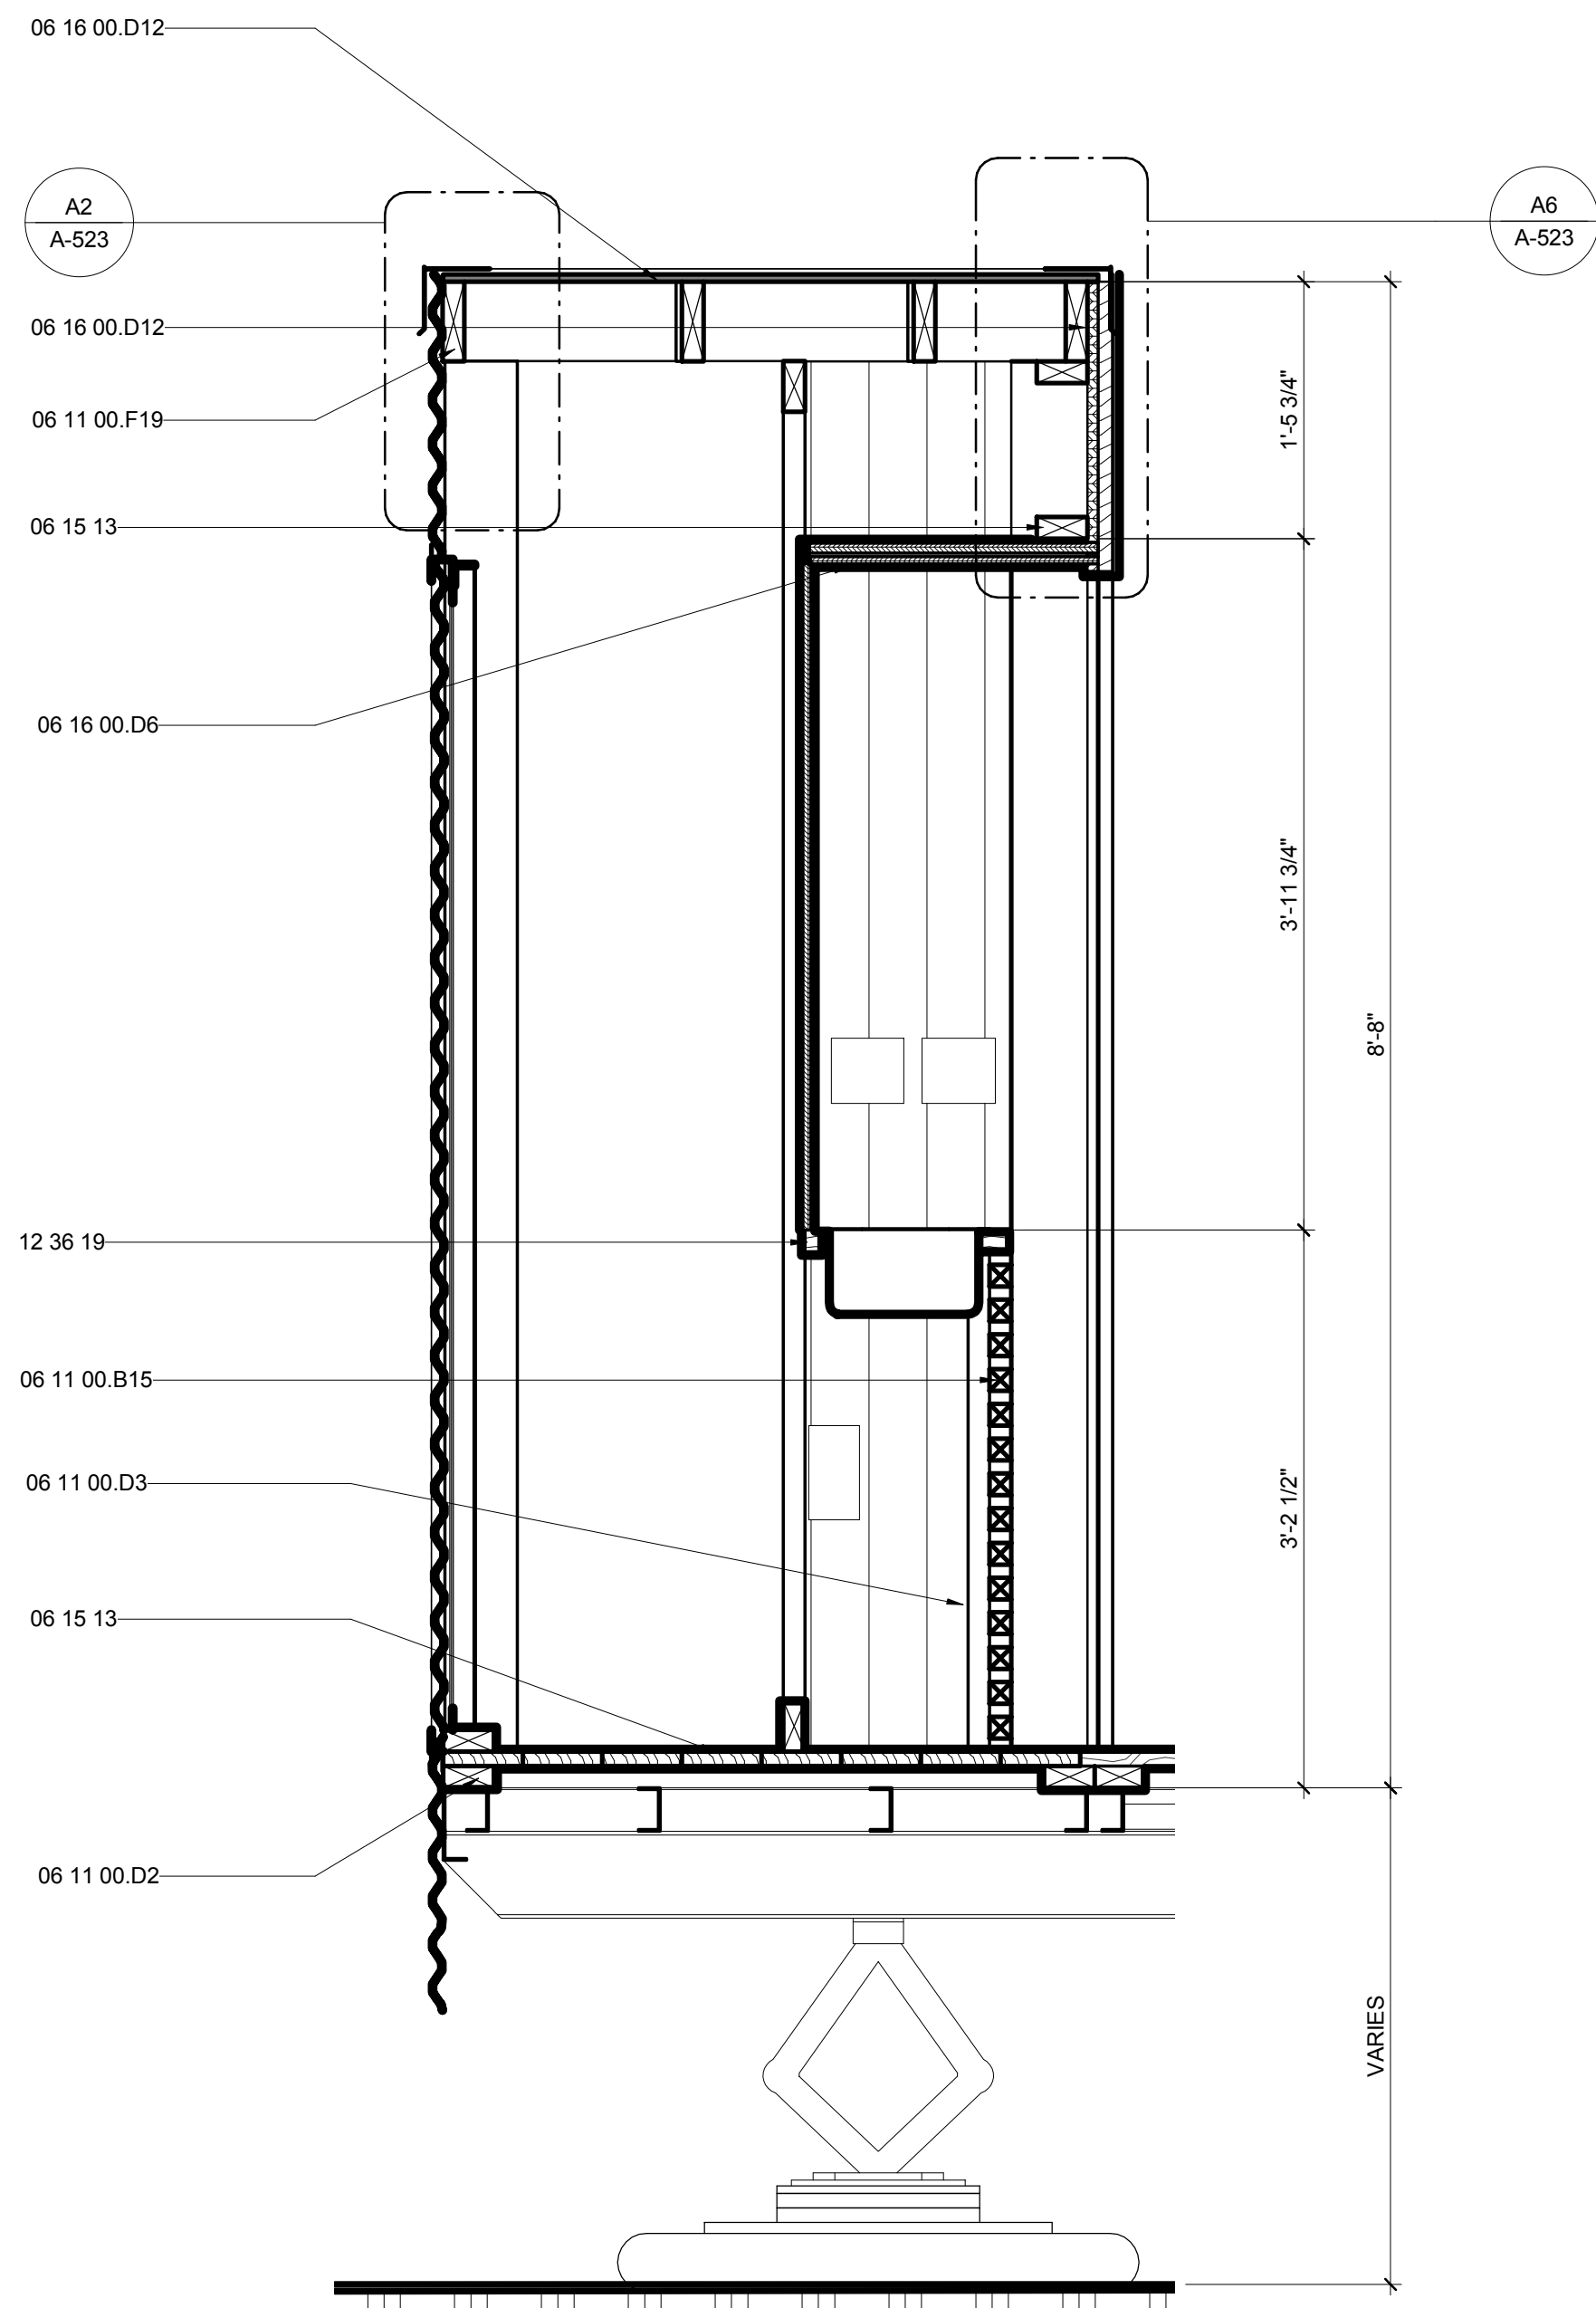 06 16 00.D12
A2
A-523
A6
A-523
06 16 00.D12
06 11 00.F19
1'-5 3/4"
06 15 13
06 16 00.D6
3'-11 3/4"
8'-8"
12 36 19
06 11 00.B15
06 11 00.D3
3'-2 1/2"
06 15 13
06 11 00.D2
VARIES